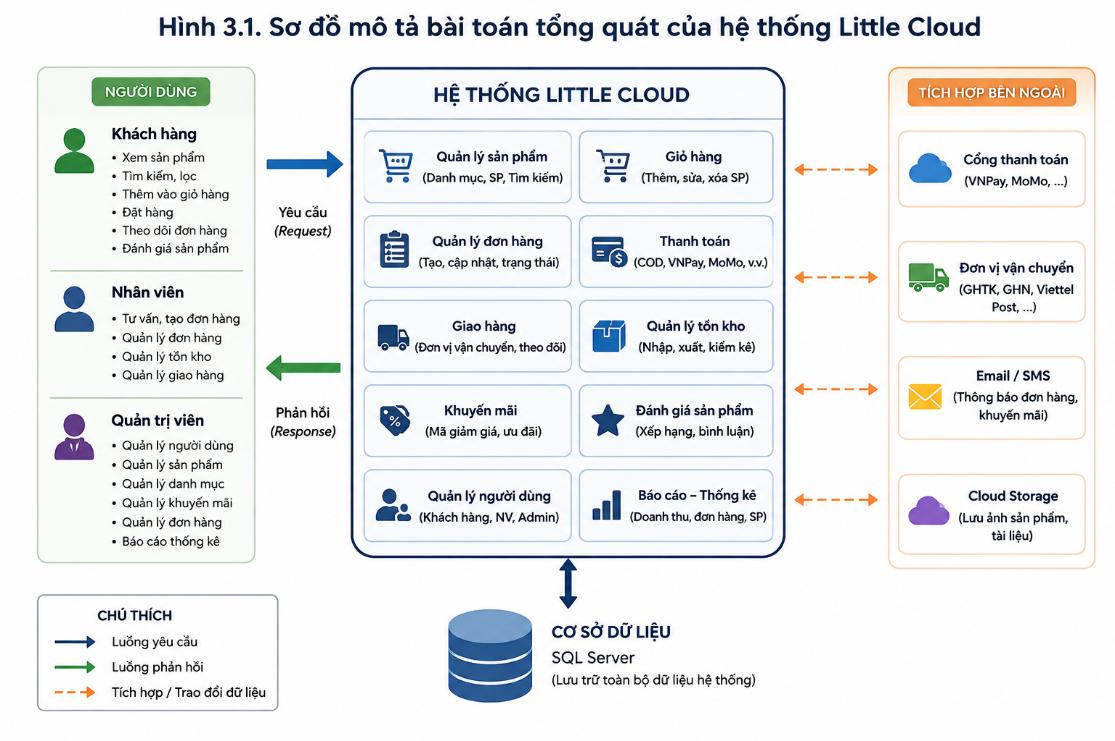 Hình 3.1. Sơ đồ mô tả bài toán tổng quát của hệ thống Little Cloud
NGƯỜI DÙNG
Khách hàng
• Xem sản phẩm
• Tìm kiếm, lọc
• Thêm vào giỏ hàng
• Đặt hàng
• Theo dõi đơn hàng
• Đánh giá sản phẩm
Nhân viên
• Tư vấn, tạo đơn hàng
• Quản lý đơn hàng
• Quản lý tồn kho
• Quản lý giao hàng
Quản trị viên
• Quản lý người dùng
• Quản lý sản phẩm
• Quản lý danh mục
• Quản lý khuyến mãi
• Quản lý đơn hàng
• Báo cáo thống kê
Yêu cầu
(Request)
Phản hồi
(Response)
HỆ THỐNG LITTLE CLOUD
Quản lý sản phẩm
(Danh mục, SP, Tìm kiếm)
Giỏ hàng
(Thêm, sửa, xóa SP)
Quản lý đơn hàng
(Tạo, cập nhật, trạng thái)
Thanh toán
(COD, VNPay, MoMo, v.v.)
Giao hàng
(Đơn vị vận chuyển, theo dõi)
Quản lý tồn kho
(Nhập, xuất, kiểm kê)
Khuyến mãi
(Mã giảm giá, ưu đãi)
Đánh giá sản phẩm
(Xếp hạng, bình luận)
Quản lý người dùng
(Khách hàng, NV, Admin)
Báo cáo – Thống kê
(Doanh thu, đơn hàng, SP)
TÍCH HỢP BÊN NGOÀI
Cổng thanh toán
(VNPay, MoMo, ...)
Đơn vị vận chuyển
(GHTK, GHN, Viettel
Post, ...)
Email / SMS
(Thông báo đơn hàng,
khuyến mãi)
Cloud Storage
(Lưu ảnh sản phẩm,
tài liệu)
CHÚ THÍCH
Luồng yêu cầu
Luồng phản hồi
Tích hợp / Trao đổi dữ liệu
CƠ SỞ DỮ LIỆU
SQL Server
(Lưu trữ toàn bộ dữ liệu hệ thống)